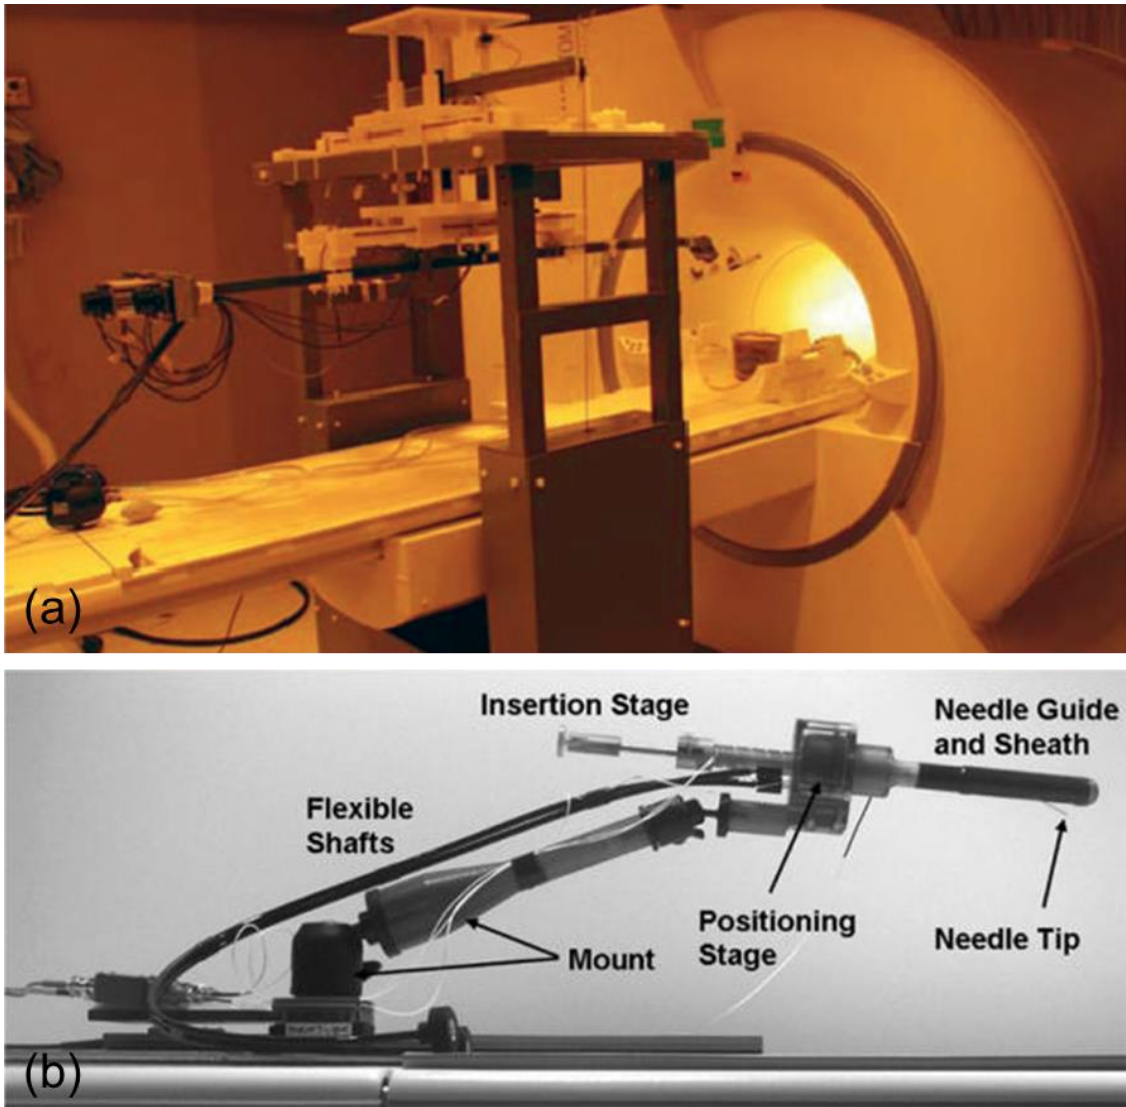 (a)
Insertion Stage
Needle Guide
and Sheath
Flexible
Shafts
Positioning
Stage
Mount
Needle Tip
(b)